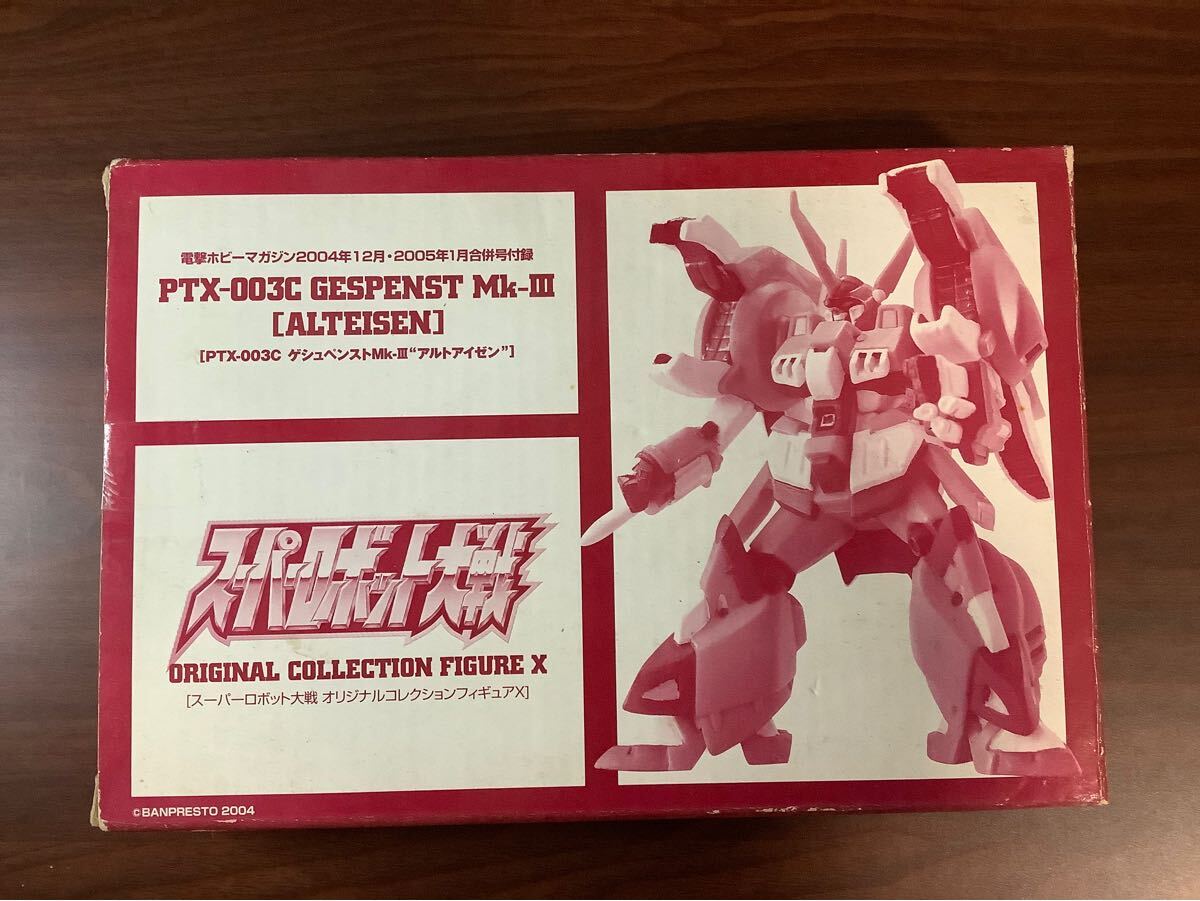 電撃ホビーマガジン2004年12月・2005年1月合併号付録
PTX-003C GESPENST Mk-III
[ALTEISEN]
[PTX-003C ゲシュペンストMk-III“アルトアイゼン”]
スーパーロボット大戦
ORIGINAL COLLECTION FIGURE X
[スーパーロボット大戦 オリジナルコレクションフィギュアX]
©BANPRESTO 2004